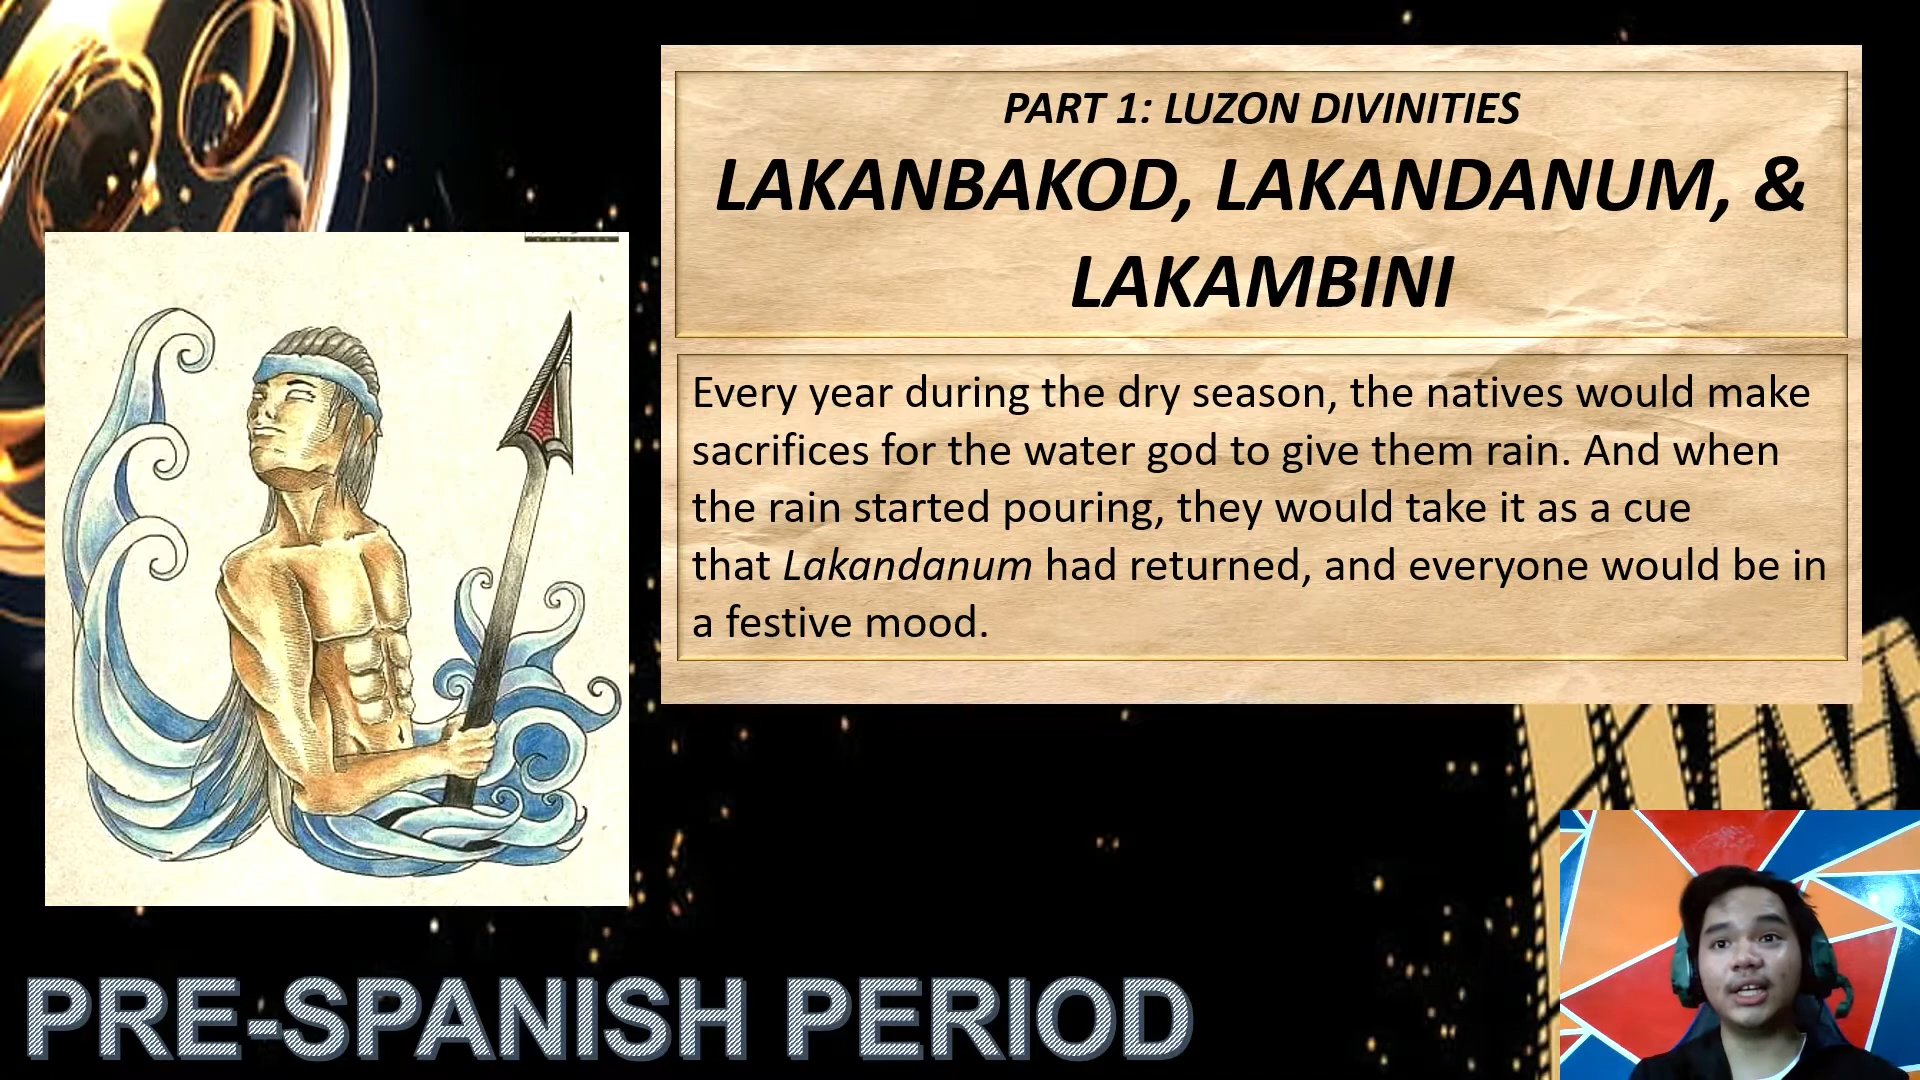 PART 1: LUZON DIVINITIES
LAKANBAKOD, LAKANDANUM, &
LAKAMBINI
Every year during the dry season, the natives would make
sacrifices for the water god to give them rain. And when
the rain started pouring, they would take it as a cue
that Lakandanum had returned, and everyone would be in
a festive mood.
PRE-SPANISH PERIOD